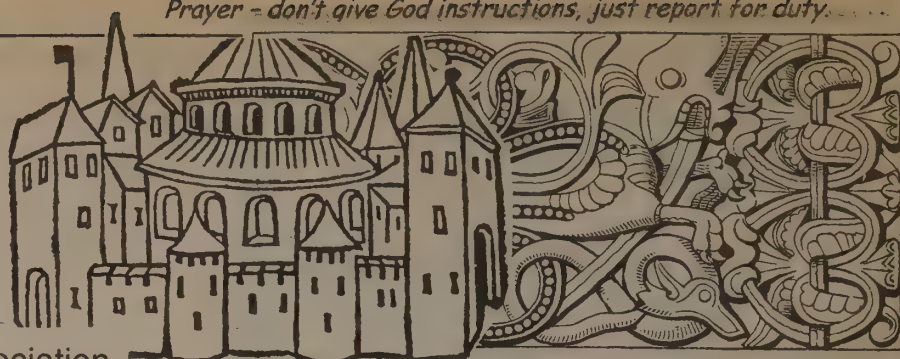 Prayer - don't give God instructions, just report for duty. . . . .